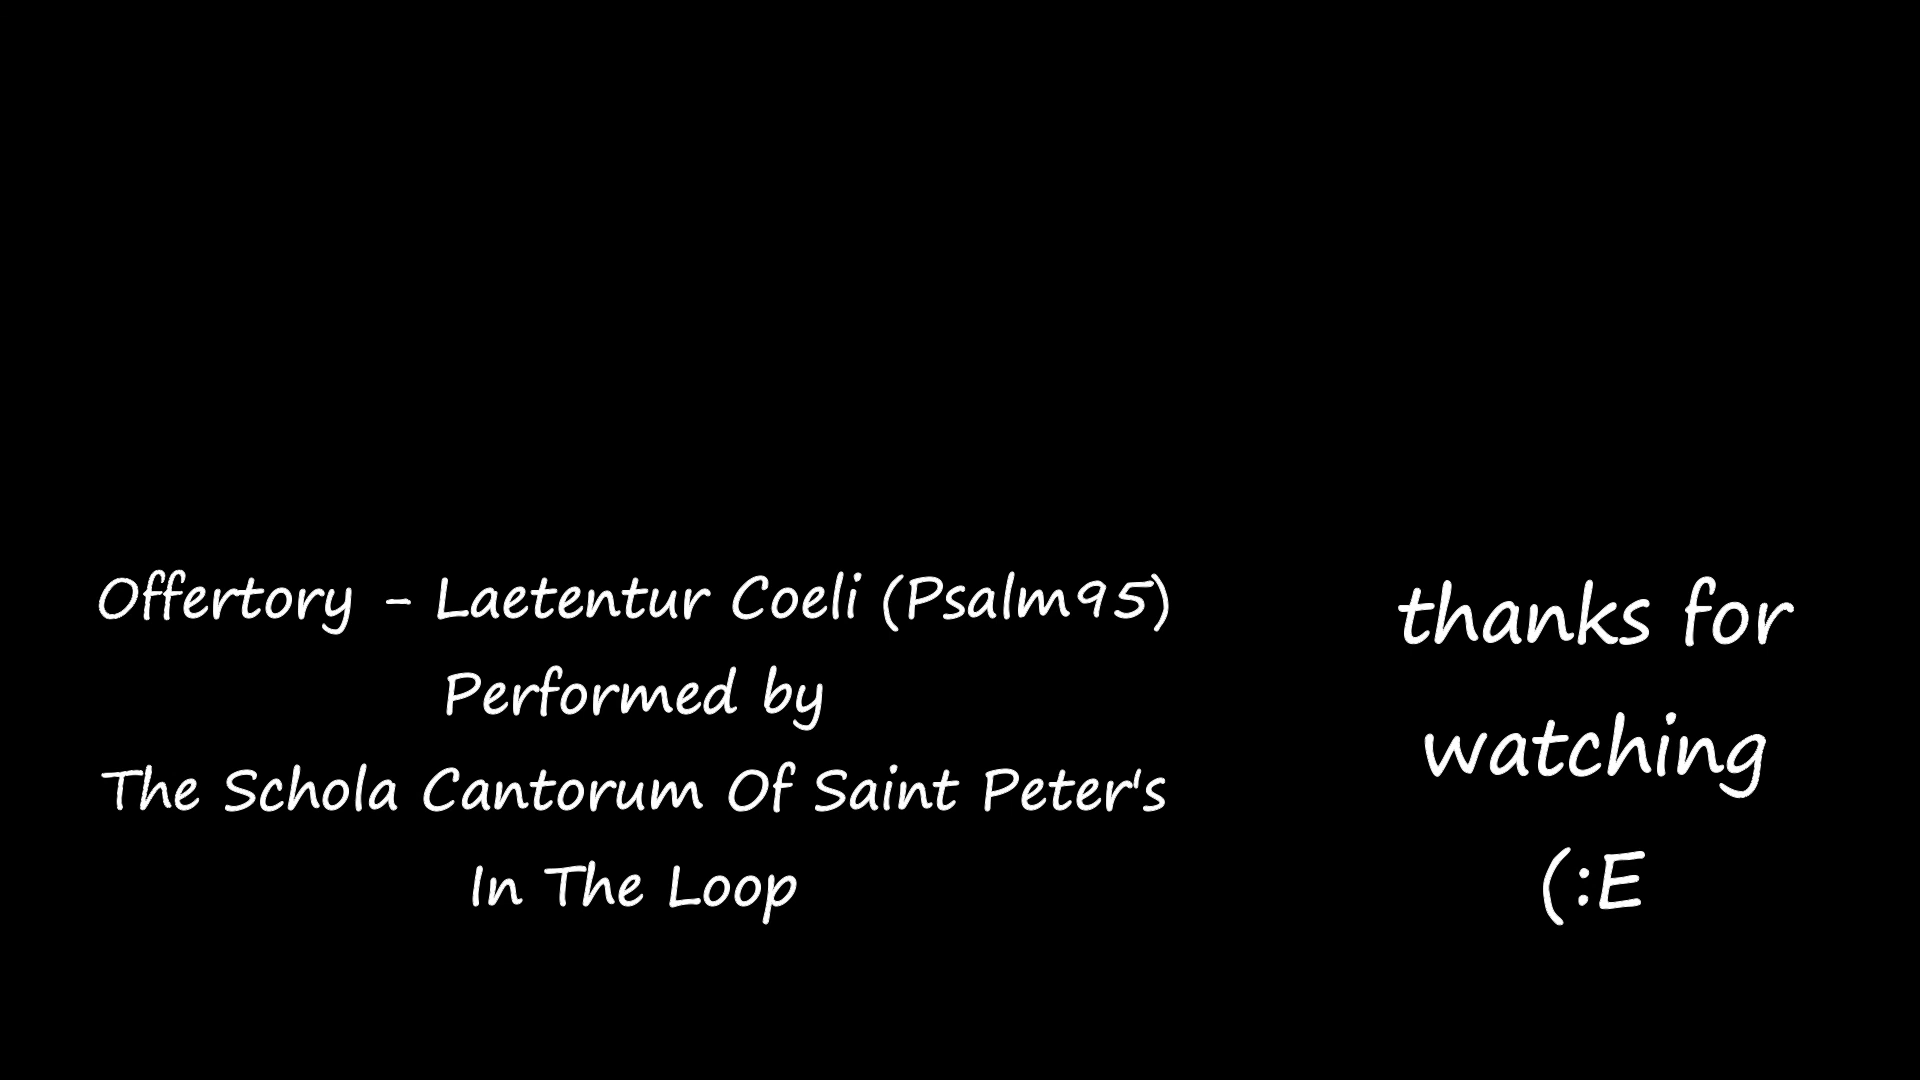 Offertory - Laetentur Coeli (Psalm95)
Performed by
The Schola Cantorum Of Saint Peter's
In The Loop
thanks for
watching
(:E